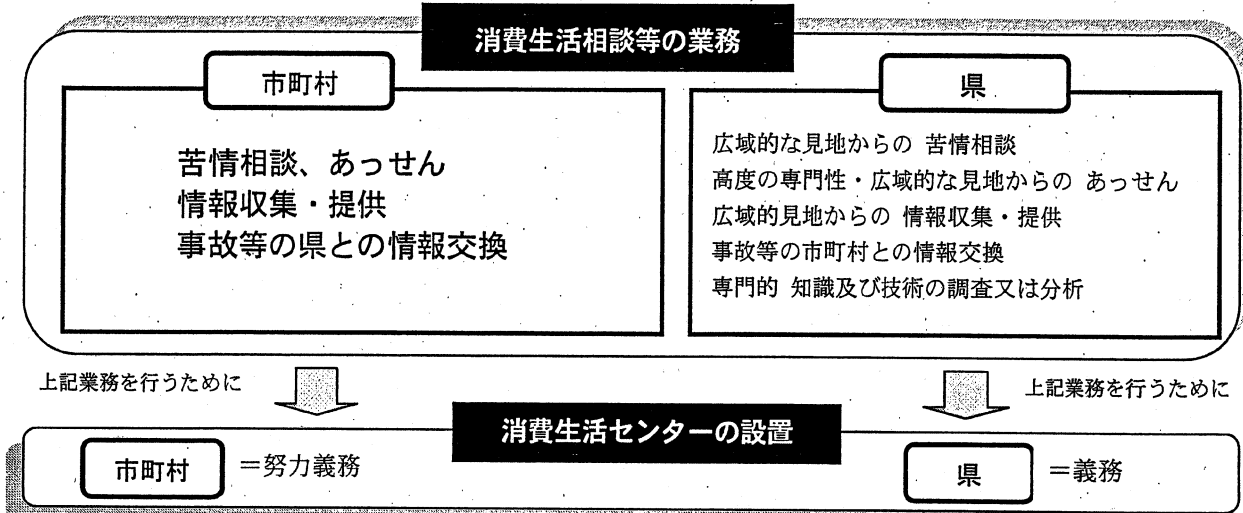 消費生活相談等の業務
市町村
苦情相談、あっせん
情報収集・提供
事故等の県との情報交換
県
広域的な見地からの 苦情相談
高度の専門性・広域的な見地からの あっせん
広域的見地からの 情報収集・提供
事故等の市町村との情報交換
専門的 知識及び技術の調査又は分析
上記業務を行うために
上記業務を行うために
消費生活センターの設置
市町村
=努力義務
県
=義務